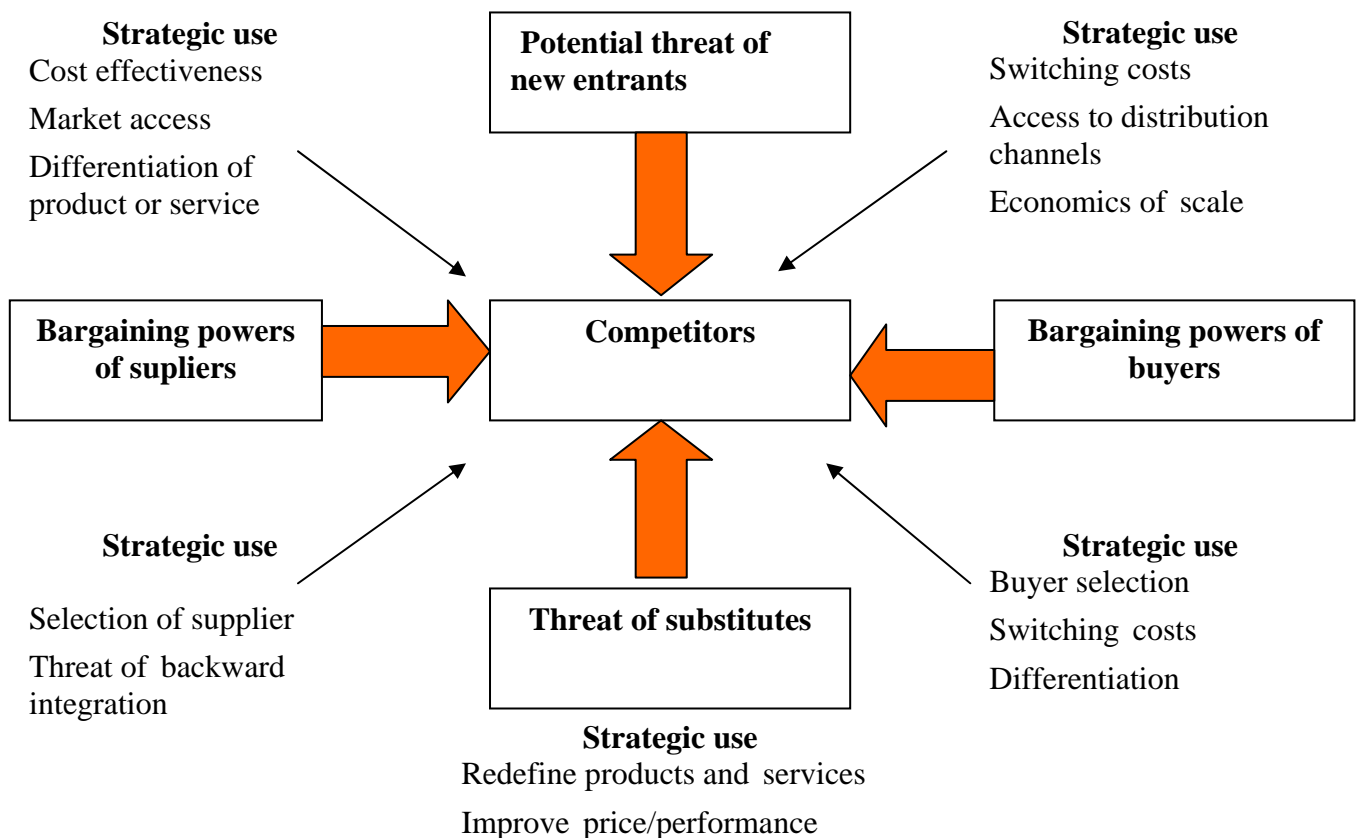 Strategic use
Cost effectiveness
Market access
Differentiation of
product or service
Potential threat of
new entrants
Strategic use
Switching costs
Access to distribution
channels
Economics of scale
Bargaining powers
of supliers
Competitors
Bargaining powers of
buyers
Strategic use
Selection of supplier
Threat of backward
integration
Threat of substitutes
Strategic use
Buyer selection
Switching costs
Differentiation
Strategic use
Redefine products and services
Improve price/performance